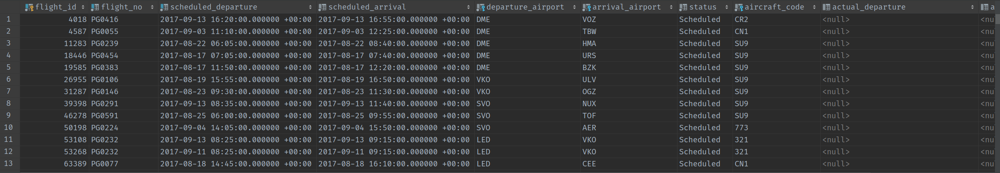 flight_id flight_no scheduled_departure scheduled_arrival departure_airport arrival_airport status aircraft_code actual_departure a
1 4018 PG0416 2017-09-13 16:20:00.000000 +00:00 2017-09-13 16:55:00.000000 +00:00 DME VOZ Scheduled CR2 <null> <nu
2 4587 PG0055 2017-09-03 11:10:00.000000 +00:00 2017-09-03 12:25:00.000000 +00:00 DME TBW Scheduled CN1 <null> <nu
3 11283 PG0239 2017-08-22 06:05:00.000000 +00:00 2017-08-22 08:40:00.000000 +00:00 DME HMA Scheduled SU9 <null> <nu
4 18446 PG0454 2017-08-17 07:05:00.000000 +00:00 2017-08-17 07:40:00.000000 +00:00 DME URS Scheduled SU9 <null> <nu
5 19585 PG0383 2017-08-17 11:50:00.000000 +00:00 2017-08-17 12:20:00.000000 +00:00 DME BZK Scheduled SU9 <null> <nu
6 26955 PG0106 2017-08-19 15:55:00.000000 +00:00 2017-08-19 16:50:00.000000 +00:00 VKO ULV Scheduled SU9 <null> <nu
7 31287 PG0146 2017-08-23 09:30:00.000000 +00:00 2017-08-23 11:30:00.000000 +00:00 VKO OGZ Scheduled SU9 <null> <nu
8 39398 PG0291 2017-09-13 08:35:00.000000 +00:00 2017-09-13 11:40:00.000000 +00:00 SVO NUX Scheduled SU9 <null> <nu
9 46278 PG0591 2017-08-25 06:00:00.000000 +00:00 2017-08-25 09:55:00.000000 +00:00 SVO TOF Scheduled SU9 <null> <nu
10 50198 PG0224 2017-09-04 14:05:00.000000 +00:00 2017-09-04 15:50:00.000000 +00:00 SVO AER Scheduled 773 <null> <nu
11 53108 PG0232 2017-09-13 08:25:00.000000 +00:00 2017-09-13 09:15:00.000000 +00:00 LED VKO Scheduled 321 <null> <nu
12 53268 PG0232 2017-09-11 08:25:00.000000 +00:00 2017-09-11 09:15:00.000000 +00:00 LED VKO Scheduled 321 <null> <nu
13 63389 PG0077 2017-08-18 14:45:00.000000 +00:00 2017-08-18 16:10:00.000000 +00:00 LED CEE Scheduled CN1 <null> <nu